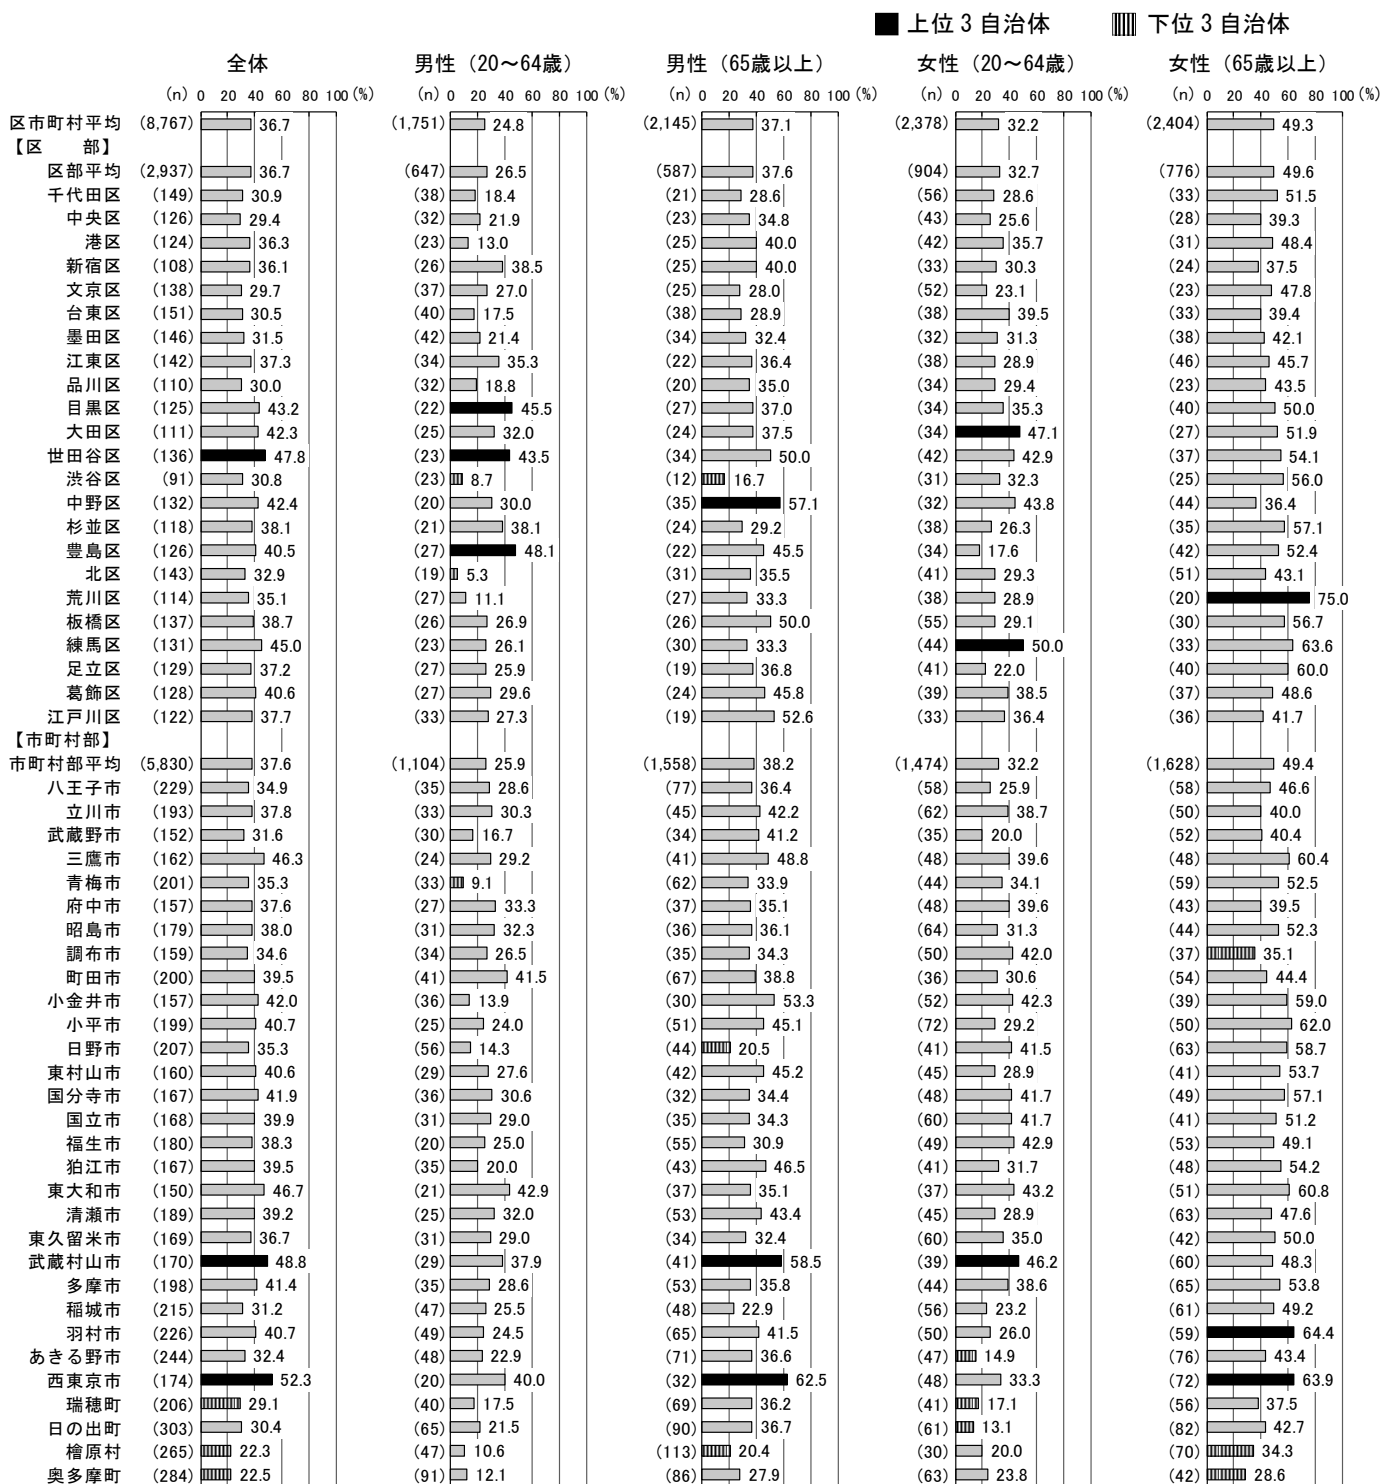 上位3自治体 下位3自治体
全体 男性（20～64歳） 男性（65歳以上） 女性（20～64歳） 女性（65歳以上）
(n) 0 20 40 60 80 100(%) (n) 0 20 40 60 80 100(%) (n) 0 20 40 60 80 100(%) (n) 0 20 40 60 80 100(%) (n) 0 20 40 60 80 100(%)
区市町村平均 (8,767) 36.7 (1,751) 24.8 (2,145) 37.1 (2,378) 32.2 (2,404) 49.3
【区 部】
区部平均 (2,937) 36.7 (647) 26.5 (587) 37.6 (904) 32.7 (776) 49.6
千代田区 (149) 30.9 (38) 18.4 (21) 28.6 (56) 28.6 (33) 51.5
中央区 (126) 29.4 (32) 21.9 (23) 34.8 (43) 25.6 (28) 39.3
港区 (124) 36.3 (23) 13.0 (25) 40.0 (42) 35.7 (31) 48.4
新宿区 (108) 36.1 (26) 38.5 (25) 40.0 (33) 30.3 (24) 37.5
文京区 (138) 29.7 (37) 27.0 (25) 28.0 (52) 23.1 (23) 47.8
台東区 (151) 30.5 (40) 17.5 (38) 28.9 (38) 39.5 (33) 39.4
墨田区 (146) 31.5 (42) 21.4 (34) 32.4 (32) 31.3 (38) 42.1
江東区 (142) 37.3 (34) 35.3 (22) 36.4 (38) 28.9 (46) 45.7
品川区 (110) 30.0 (32) 18.8 (20) 35.0 (34) 29.4 (23) 43.5
目黒区 (125) 43.2 (22) 45.5 (27) 37.0 (34) 35.3 (40) 50.0
大田区 (111) 42.3 (25) 32.0 (24) 37.5 (34) 47.1 (27) 51.9
世田谷区 (136) 47.8 (23) 43.5 (34) 50.0 (42) 42.9 (37) 54.1
渋谷区 (91) 30.8 (23) 8.7 (12) 16.7 (31) 32.3 (25) 56.0
中野区 (132) 42.4 (20) 30.0 (35) 57.1 (32) 43.8 (44) 36.4
杉並区 (118) 38.1 (21) 38.1 (24) 29.2 (38) 26.3 (35) 57.1
豊島区 (126) 40.5 (27) 48.1 (22) 45.5 (34) 17.6 (42) 52.4
北区 (143) 32.9 (19) 5.3 (31) 35.5 (41) 29.3 (51) 43.1
荒川区 (114) 35.1 (27) 11.1 (27) 33.3 (38) 28.9 (20) 75.0
板橋区 (137) 38.7 (26) 26.9 (26) 50.0 (55) 29.1 (30) 56.7
練馬区 (131) 45.0 (23) 26.1 (30) 33.3 (44) 50.0 (33) 63.6
足立区 (129) 37.2 (27) 25.9 (19) 36.8 (41) 22.0 (40) 60.0
葛飾区 (128) 40.6 (27) 29.6 (24) 45.8 (39) 38.5 (37) 48.6
江戸川区 (122) 37.7 (33) 27.3 (19) 52.6 (33) 36.4 (36) 41.7
【市町村部】
市町村部平均 (5,830) 37.6 (1,104) 25.9 (1,558) 38.2 (1,474) 32.2 (1,628) 49.4
八王子市 (229) 34.9 (35) 28.6 (77) 36.4 (58) 25.9 (58) 46.6
立川市 (193) 37.8 (33) 30.3 (45) 42.2 (62) 38.7 (50) 40.0
武蔵野市 (152) 31.6 (30) 16.7 (34) 41.2 (35) 20.0 (52) 40.4
三鷹市 (162) 46.3 (24) 29.2 (41) 48.8 (48) 39.6 (48) 60.4
青梅市 (201) 35.3 (33) 9.1 (62) 33.9 (44) 34.1 (59) 52.5
府中市 (157) 37.6 (27) 33.3 (37) 35.1 (48) 39.6 (43) 39.5
昭島市 (179) 38.0 (31) 32.3 (36) 36.1 (64) 31.3 (44) 52.3
調布市 (159) 34.6 (34) 26.5 (35) 34.3 (50) 42.0 (37) 35.1
町田市 (200) 39.5 (41) 41.5 (67) 38.8 (36) 30.6 (54) 44.4
小金井市 (157) 42.0 (36) 13.9 (30) 53.3 (52) 42.3 (39) 59.0
小平市 (199) 40.7 (25) 24.0 (51) 45.1 (72) 29.2 (50) 62.0
日野市 (207) 35.3 (56) 14.3 (44) 20.5 (41) 41.5 (63) 58.7
東村山市 (160) 40.6 (29) 27.6 (42) 45.2 (45) 28.9 (41) 53.7
国分寺市 (167) 41.9 (36) 30.6 (32) 34.4 (48) 41.7 (49) 57.1
国立市 (168) 39.9 (31) 29.0 (35) 34.3 (60) 41.7 (41) 51.2
福生市 (180) 38.3 (20) 25.0 (55) 30.9 (49) 42.9 (53) 49.1
狛江市 (167) 39.5 (35) 20.0 (43) 46.5 (41) 31.7 (48) 54.2
東大和市 (150) 46.7 (21) 42.9 (37) 35.1 (37) 43.2 (51) 60.8
清瀬市 (189) 39.2 (25) 32.0 (53) 43.4 (45) 28.9 (63) 47.6
東久留米市 (169) 36.7 (31) 29.0 (34) 32.4 (60) 35.0 (42) 50.0
武蔵村山市 (170) 48.8 (29) 37.9 (41) 58.5 (39) 46.2 (60) 48.3
多摩市 (198) 41.4 (35) 28.6 (53) 35.8 (44) 38.6 (65) 53.8
稲城市 (215) 31.2 (47) 25.5 (48) 22.9 (56) 23.2 (61) 49.2
羽村市 (226) 40.7 (49) 24.5 (65) 41.5 (50) 26.0 (59) 64.4
あきる野市 (244) 32.4 (48) 22.9 (71) 36.6 (47) 14.9 (76) 43.4
西東京市 (174) 52.3 (20) 40.0 (32) 62.5 (48) 33.3 (72) 63.9
瑞穂町 (206) 29.1 (40) 17.5 (69) 36.2 (41) 17.1 (56) 37.5
日の出町 (303) 30.4 (65) 21.5 (90) 36.7 (61) 13.1 (82) 42.7
檜原村 (265) 22.3 (47) 10.6 (113) 20.4 (30) 20.0 (70) 34.3
奥多摩町 (284) 22.5 (91) 12.1 (86) 27.9 (63) 23.8 (42) 28.6